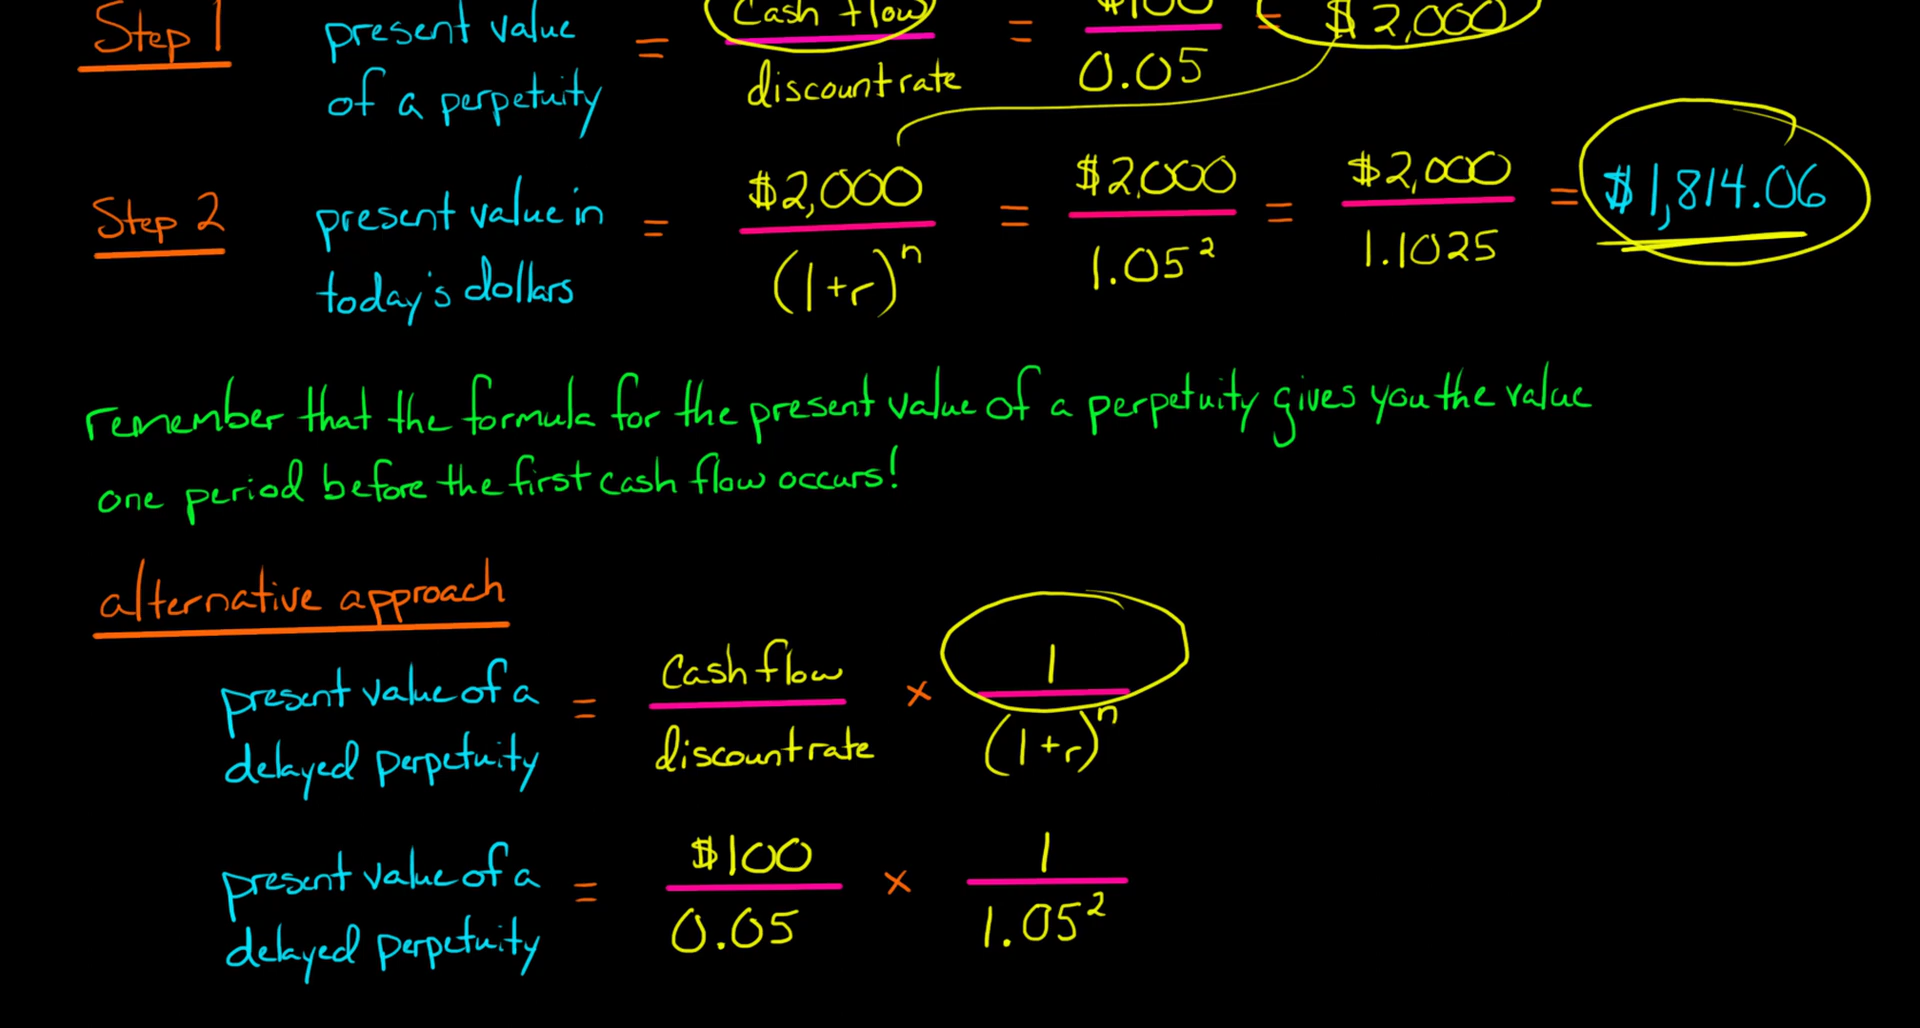 Step 1 present value of a perpetuity = Cash flow / discount rate = $100 / 0.05 = $2,000
Step 2 present value in today's dollars = $2,000 / (1+r)^n = $2,000 / 1.05² = $2,000 / 1.1025 = $1,814.06
remember that the formula for the present value of a perpetuity gives you the value
one period before the first cash flow occurs!
alternative approach
present value of a delayed perpetuity = Cash flow / discount rate × 1 / (1+r)^n
present value of a delayed perpetuity = $100 / 0.05 × 1 / 1.05²